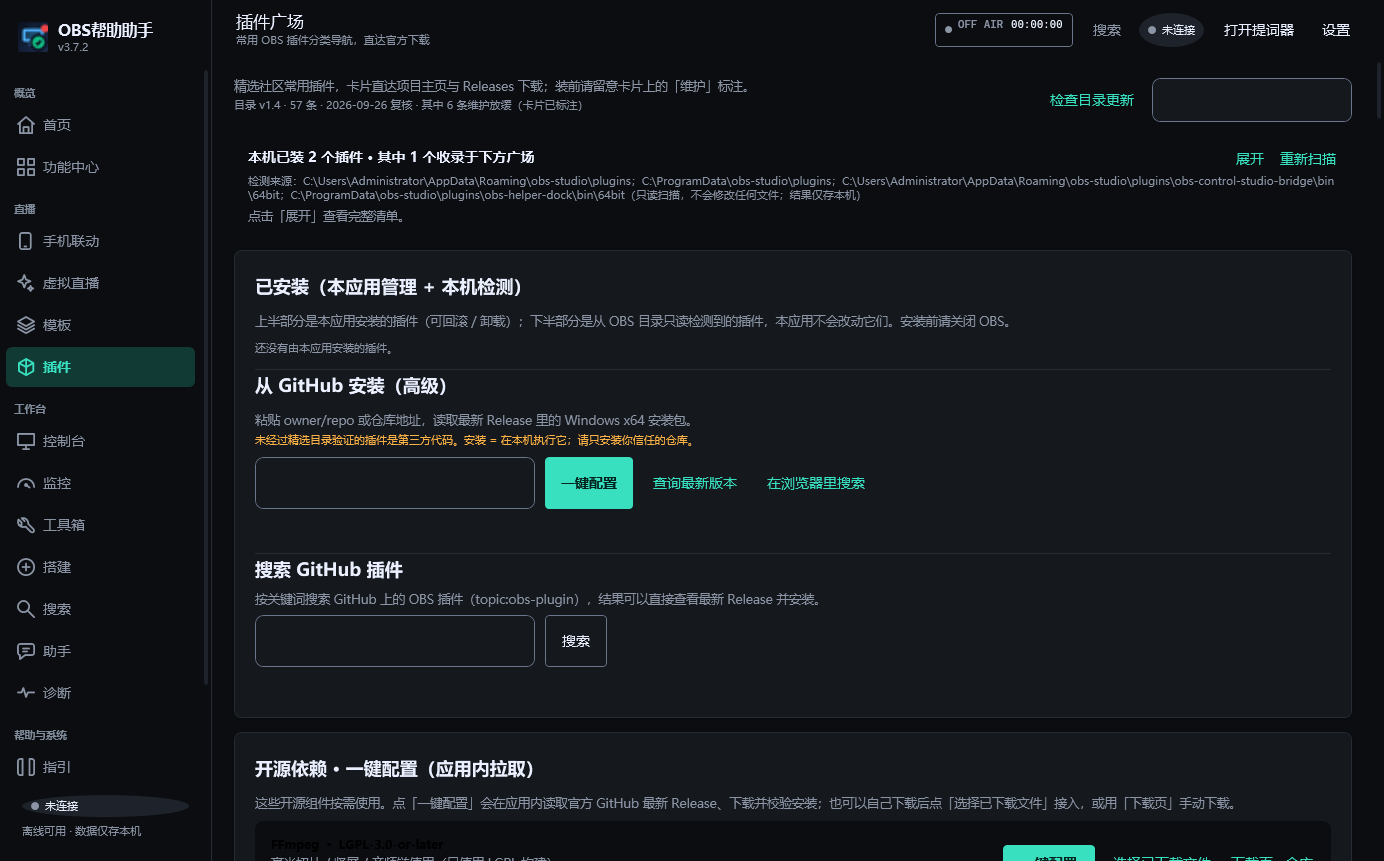 OBS帮助助手
v3.7.2
概览
首页
功能中心
直播
手机联动
虚拟直播
模板
插件
工作台
控制台
监控
工具箱
搭建
搜索
助手
诊断
帮助与系统
指引
未连接
离线可用 · 数据仅存本机
插件广场
常用 OBS 插件分类导航，直达官方下载
OFF AIR 00:00:00
搜索
未连接
打开提词器
设置
精选社区常用插件，卡片直达项目主页与 Releases 下载；装前请留意卡片上的「维护」标注。
目录 v1.4 · 57 条 · 2026-09-26 复核 · 其中 6 条维护放缓（卡片已标注）
检查目录更新
本机已装 2 个插件 • 其中 1 个收录于下方广场
展开
重新扫描
检测来源：C:\Users\Administrator\AppData\Roaming\obs-studio\plugins；C:\ProgramData\obs-studio\plugins；C:\Users\Administrator\AppData\Roaming\obs-studio\plugins\obs-control-studio-bridge\bin
\64bit；C:\ProgramData\obs-studio\plugins\obs-helper-dock\bin\64bit（只读扫描，不会修改任何文件；结果仅存本机）
点击「展开」查看完整清单。
已安装（本应用管理 + 本机检测）
上半部分是本应用安装的插件（可回滚 / 卸载）；下半部分是从 OBS 目录只读检测到的插件，本应用不会改动它们。安装前请关闭 OBS。
还没有由本应用安装的插件。
从 GitHub 安装（高级）
粘贴 owner/repo 或仓库地址，读取最新 Release 里的 Windows x64 安装包。
未经过精选目录验证的插件是第三方代码。安装 = 在本机执行它；请只安装你信任的仓库。
一键配置
查询最新版本
在浏览器里搜索
搜索 GitHub 插件
按关键词搜索 GitHub 上的 OBS 插件（topic:obs-plugin），结果可以直接查看最新 Release 并安装。
搜索
开源依赖 • 一键配置（应用内拉取）
这些开源组件按需使用。点「一键配置」会在应用内读取官方 GitHub 最新 Release、下载并校验安装；也可以自己下载后点「选择已下载文件」接入，或用「下载页」手动下载。
FFmpeg • LGPL-3.0-or-later
一键配置
选择已下载文件
下载页
仓库